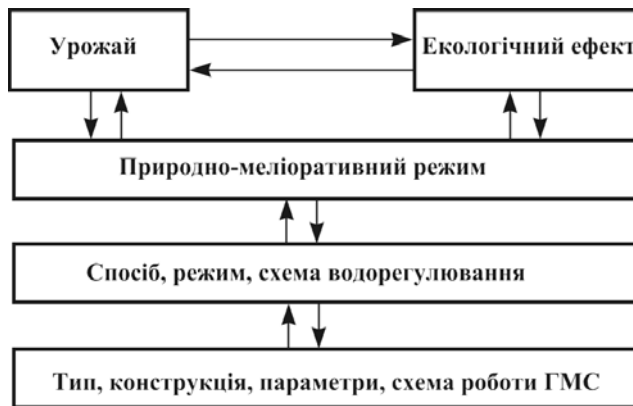 Урожай
Екологічний ефект
Природно-меліоративний режим
Спосіб, режим, схема водорегулювання
Тип, конструкція, параметри, схема роботи ГМС